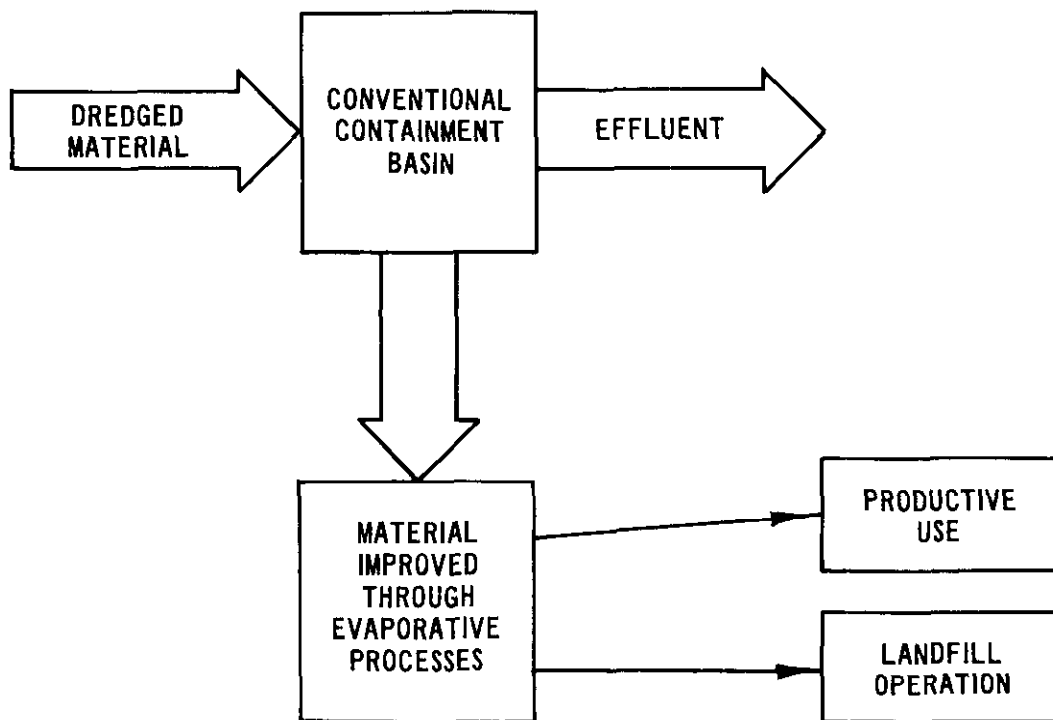 DREDGED
MATERIAL
CONVENTIONAL
CONTAINMENT
BASIN
EFFLUENT
MATERIAL
IMPROVED
THROUGH
EVAPORATIVE
PROCESSES
PRODUCTIVE
USE
LANDFILL
OPERATION